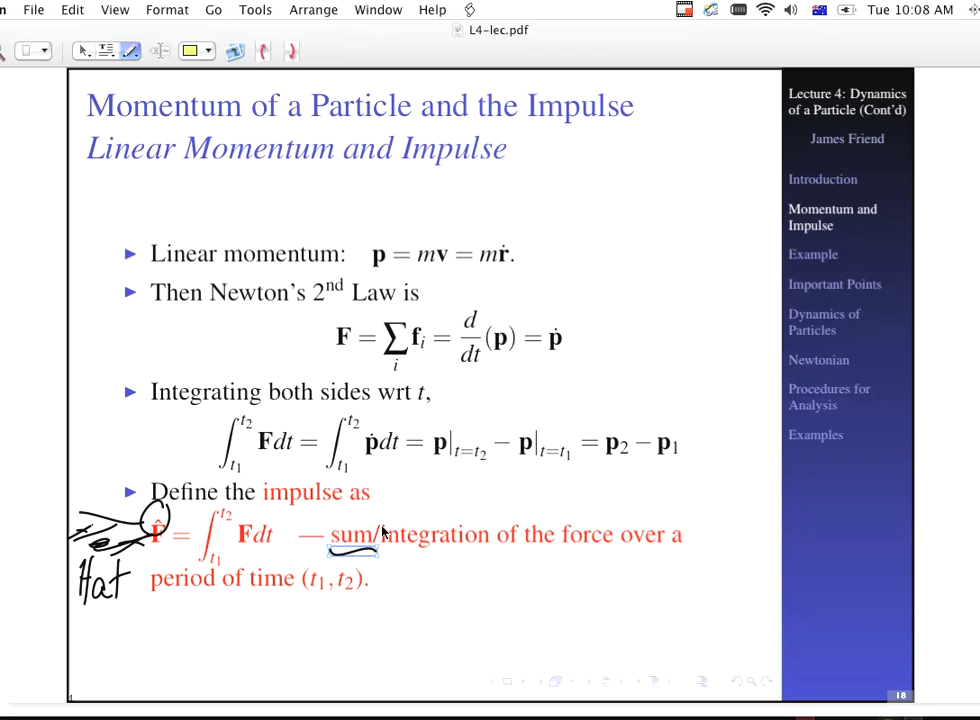 File Edit View Format Go Tools Arrange Window Help
Tue 10:08 AM
L4-lec.pdf
Momentum of a Particle and the Impulse
Linear Momentum and Impulse
► Linear momentum: p = mv = mṙ.
► Then Newton's 2nd Law is
F = ∑i fi = d/dt (p) = ṗ
► Integrating both sides wrt t,
∫t1t2 Fdt = ∫t1t2 ṗdt = p|t=t2 − p|t=t1 = p2 − p1
► Define the impulse as
F̂ = ∫t1t2 Fdt — sum/integration of the force over a
period of time (t1, t2).
Hat
Lecture 4: Dynamics
of a Particle (Cont'd)
James Friend
Introduction
Momentum and
Impulse
Example
Important Points
Dynamics of
Particles
Newtonian
Procedures for
Analysis
Examples
18